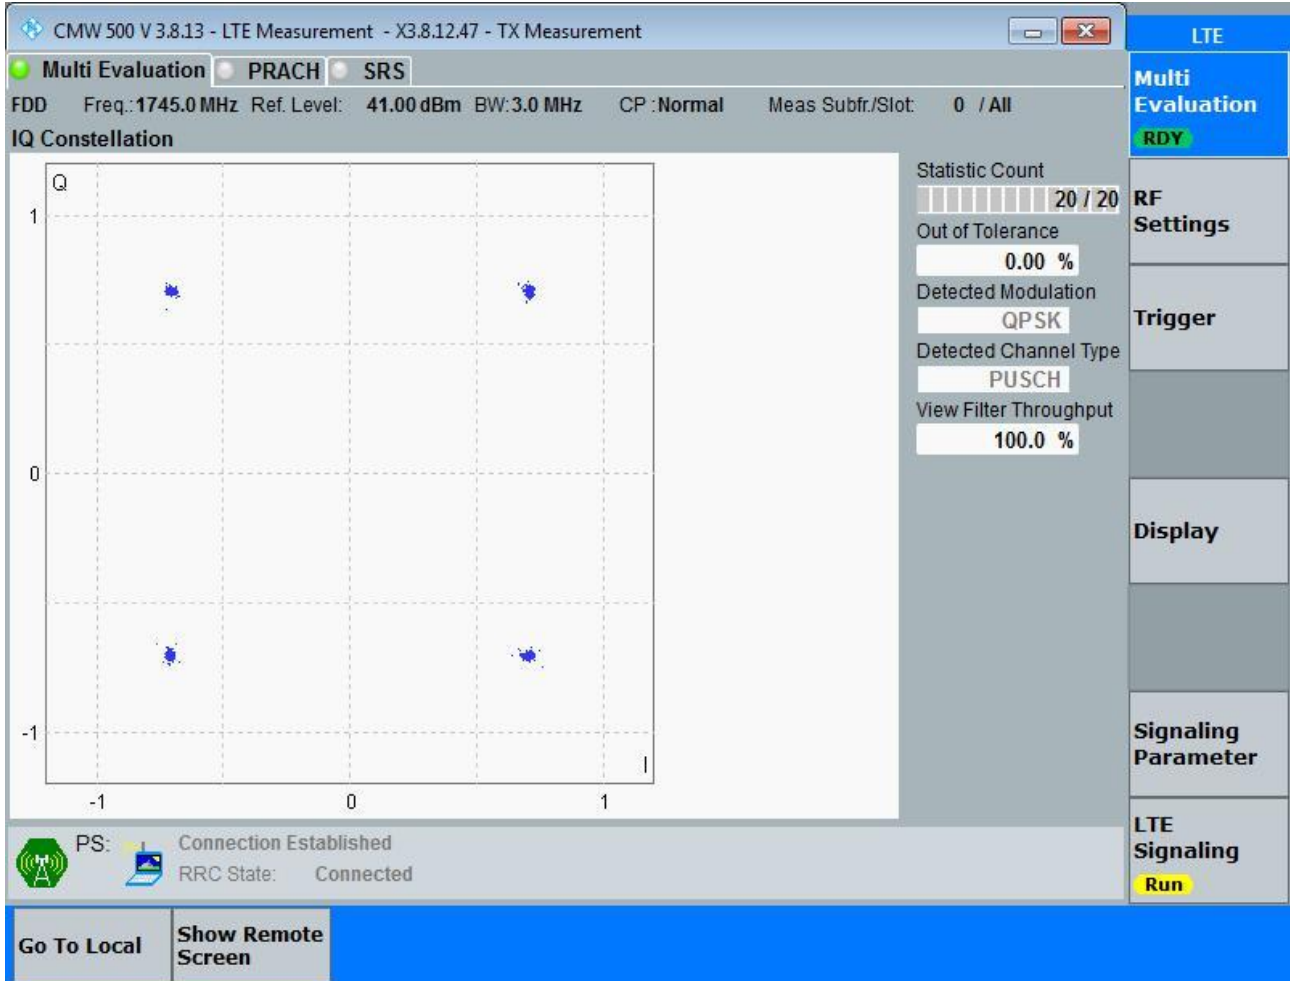 CMW 500 V 3.8.13 - LTE Measurement - X3.8.12.47 - TX Measurement
LTE
Multi Evaluation PRACH SRS
FDD Freq.:1745.0 MHz Ref. Level: 41.00 dBm BW:3.0 MHz CP :Normal Meas Subfr./Slot: 0 / All
IQ Constellation
Q
1
0
-1
I
-1 0 1
Statistic Count
20 / 20
Out of Tolerance
0.00 %
Detected Modulation
QPSK
Detected Channel Type
PUSCH
View Filter Throughput
100.0 %
Multi
Evaluation
RDY
RF
Settings
Trigger
Display
Signaling
Parameter
LTE
Signaling
Run
PS: Connection Established
RRC State: Connected
Go To Local
Show Remote
Screen